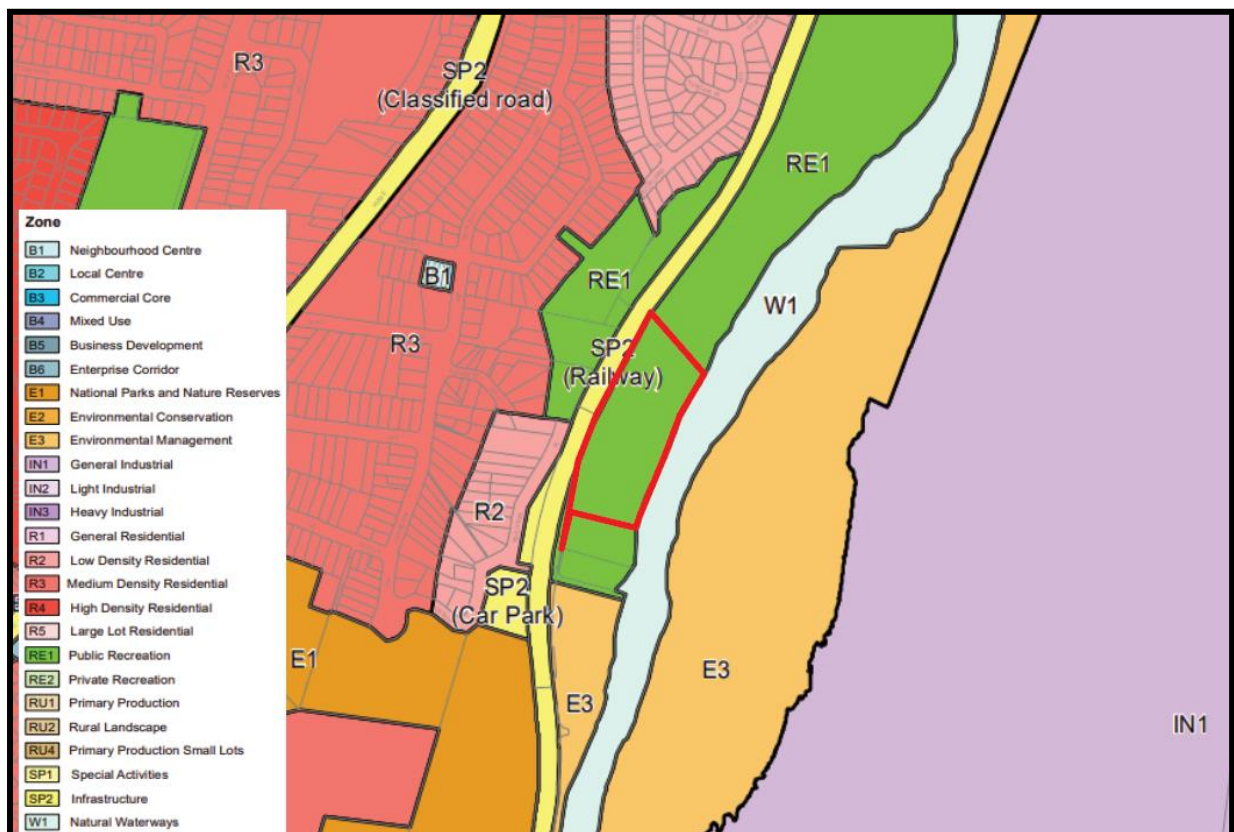 R3
SP2
(Classified road)
RE1
B1
RE1
W1
R3
SP2
(Railway)
R2
SP2
(Car Park)
E1
E3
E3
IN1
Zone
B1 Neighbourhood Centre
B2 Local Centre
B3 Commercial Core
B4 Mixed Use
B5 Business Development
B6 Enterprise Corridor
E1 National Parks and Nature Reserves
E2 Environmental Conservation
E3 Environmental Management
IN1 General Industrial
IN2 Light Industrial
IN3 Heavy Industrial
R1 General Residential
R2 Low Density Residential
R3 Medium Density Residential
R4 High Density Residential
R5 Large Lot Residential
RE1 Public Recreation
RE2 Private Recreation
RU1 Primary Production
RU2 Rural Landscape
RU4 Primary Production Small Lots
SP1 Special Activities
SP2 Infrastructure
W1 Natural Waterways